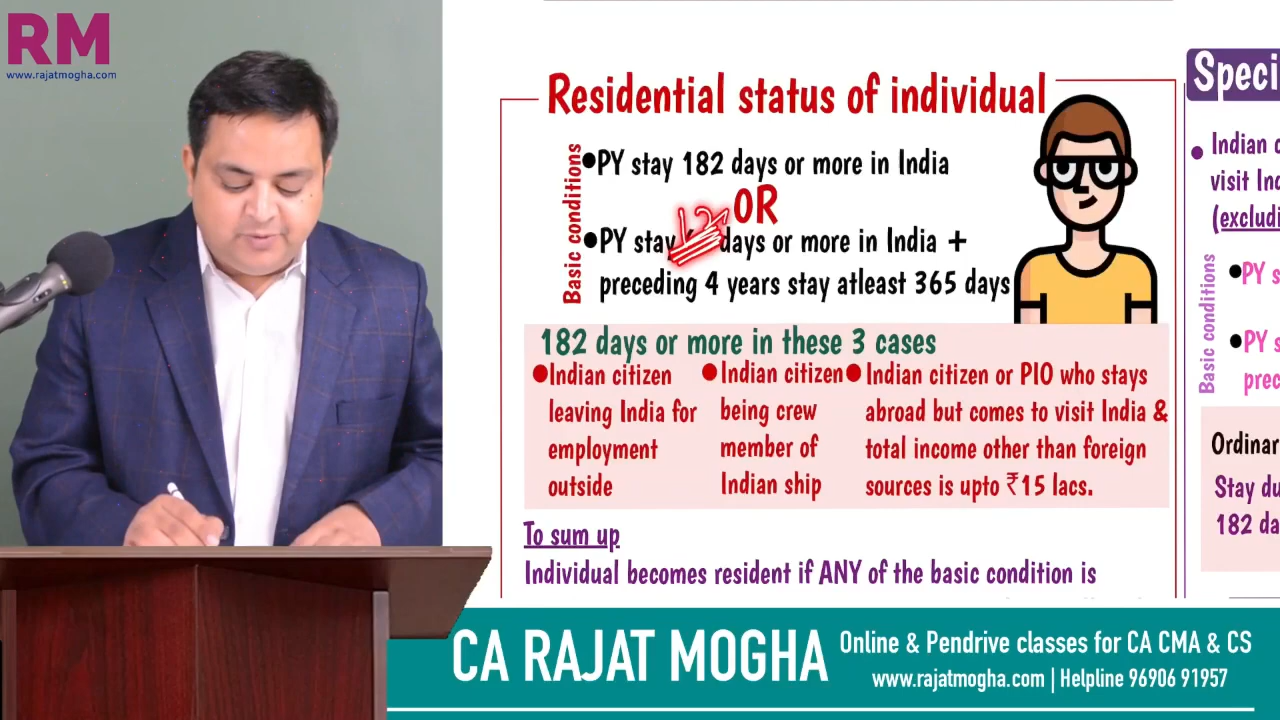 RM
www.rajatmogha.com
Residential status of individual
Basic conditions
•PY stay 182 days or more in India
OR
•PY stay days or more in India +
preceding 4 years stay atleast 365 days
182 days or more in these 3 cases
•Indian citizen
leaving India for
employment
outside
•Indian citizen
being crew
member of
Indian ship
•Indian citizen or PIO who stays
abroad but comes to visit India &
total income other than foreign
sources is upto ₹15 lacs.
To sum up
Individual becomes resident if ANY of the basic condition is
Speci
• Indian c
visit Ind
(excludi
Basic conditions
•PY s
•PY s
prec
Ordinar
Stay du
182 da
CA RAJAT MOGHA
Online & Pendrive classes for CA CMA & CS
www.rajatmogha.com | Helpline 96906 91957